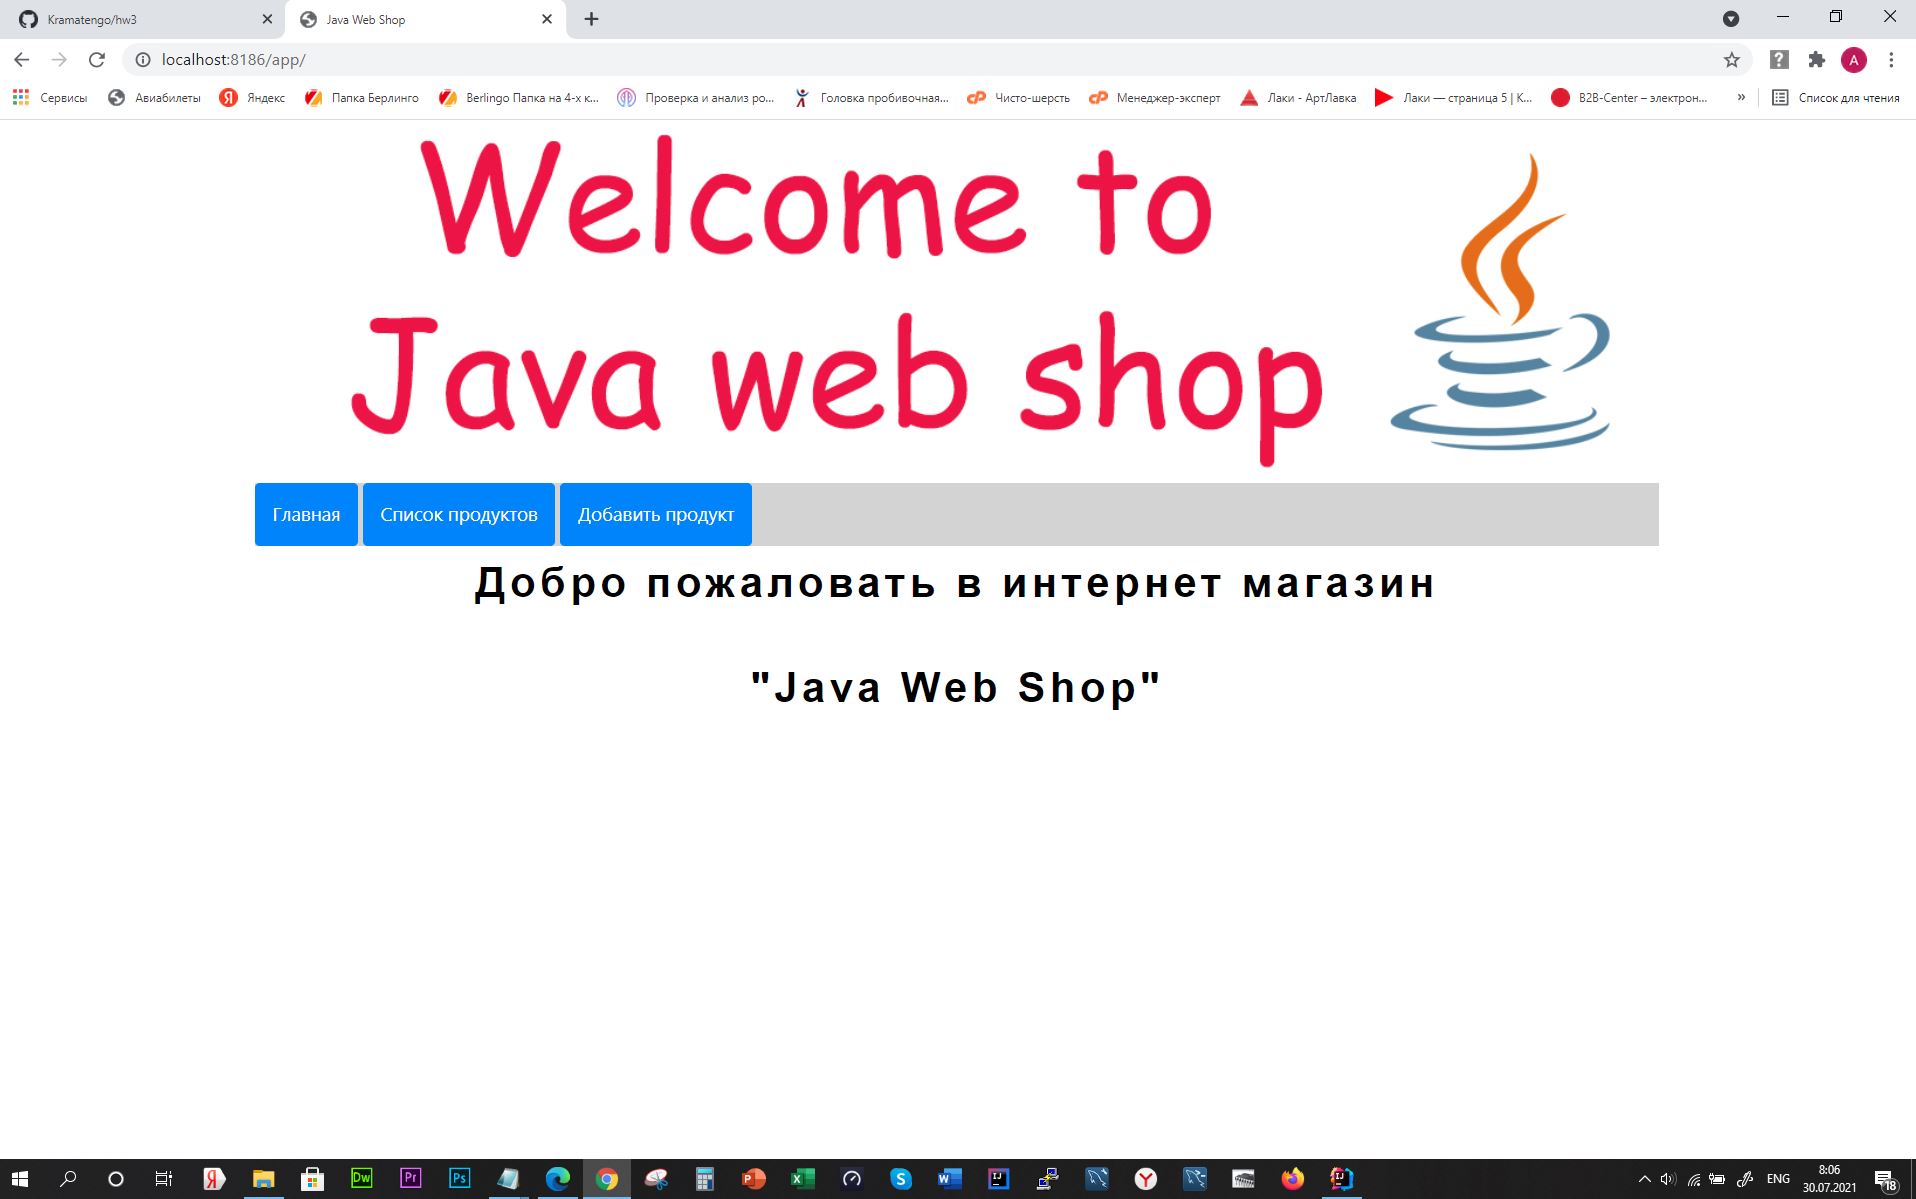 Kramatengo/hw3
Java Web Shop
localhost:8186/app/
A
Сервисы
Авиабилеты
Яндекс
Папка Берлинго
Berlingo Папка на 4-х к...
Проверка и анализ ро...
Головка пробивочная...
Чисто-шерсть
Менеджер-эксперт
Лаки - АртЛавка
Лаки — страница 5 | К...
B2B-Center – электрон...
»
Список для чтения
Welcome to
Java web shop
Главная
Список продуктов
Добавить продукт
Добро пожаловать в интернет магазин
"Java Web Shop"
ENG
8:06
30.07.2021
18